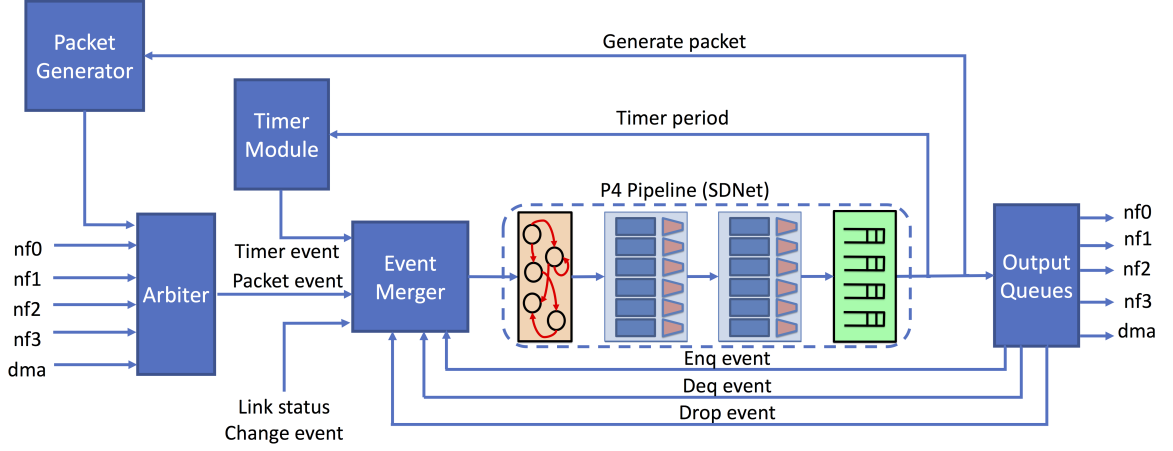 Packet
Generator
Generate packet
Timer
Module
Timer period
P4 Pipeline (SDNet)
nf0
nf1
nf2
nf3
dma
Arbiter
Timer event
Packet event
Event
Merger
Output
Queues
nf0
nf1
nf2
nf3
dma
Enq event
Deq event
Drop event
Link status
Change event